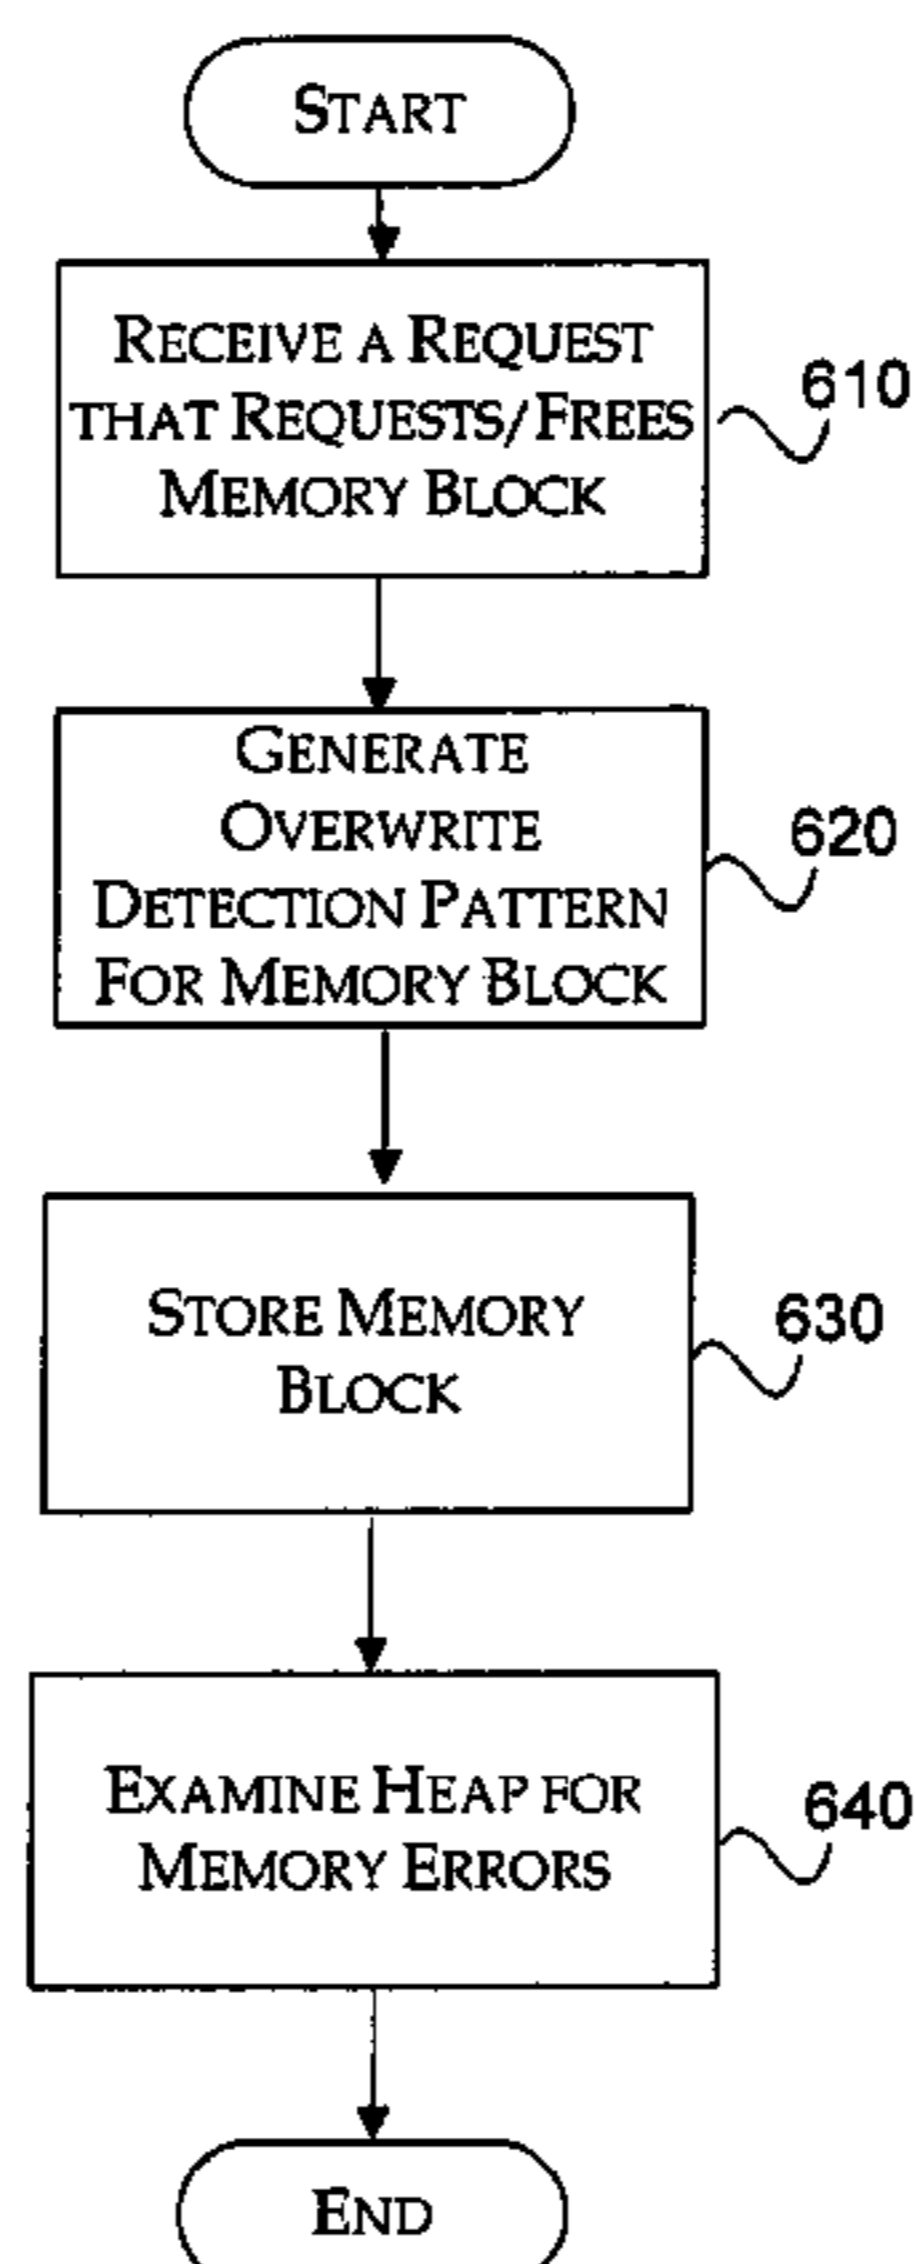 START
RECEIVE A REQUEST
THAT REQUESTS/FREES
MEMORY BLOCK
610
GENERATE
OVERWRITE
DETECTION PATTERN
FOR MEMORY BLOCK
620
STORE MEMORY
BLOCK
630
EXAMINE HEAP FOR
MEMORY ERRORS
640
END